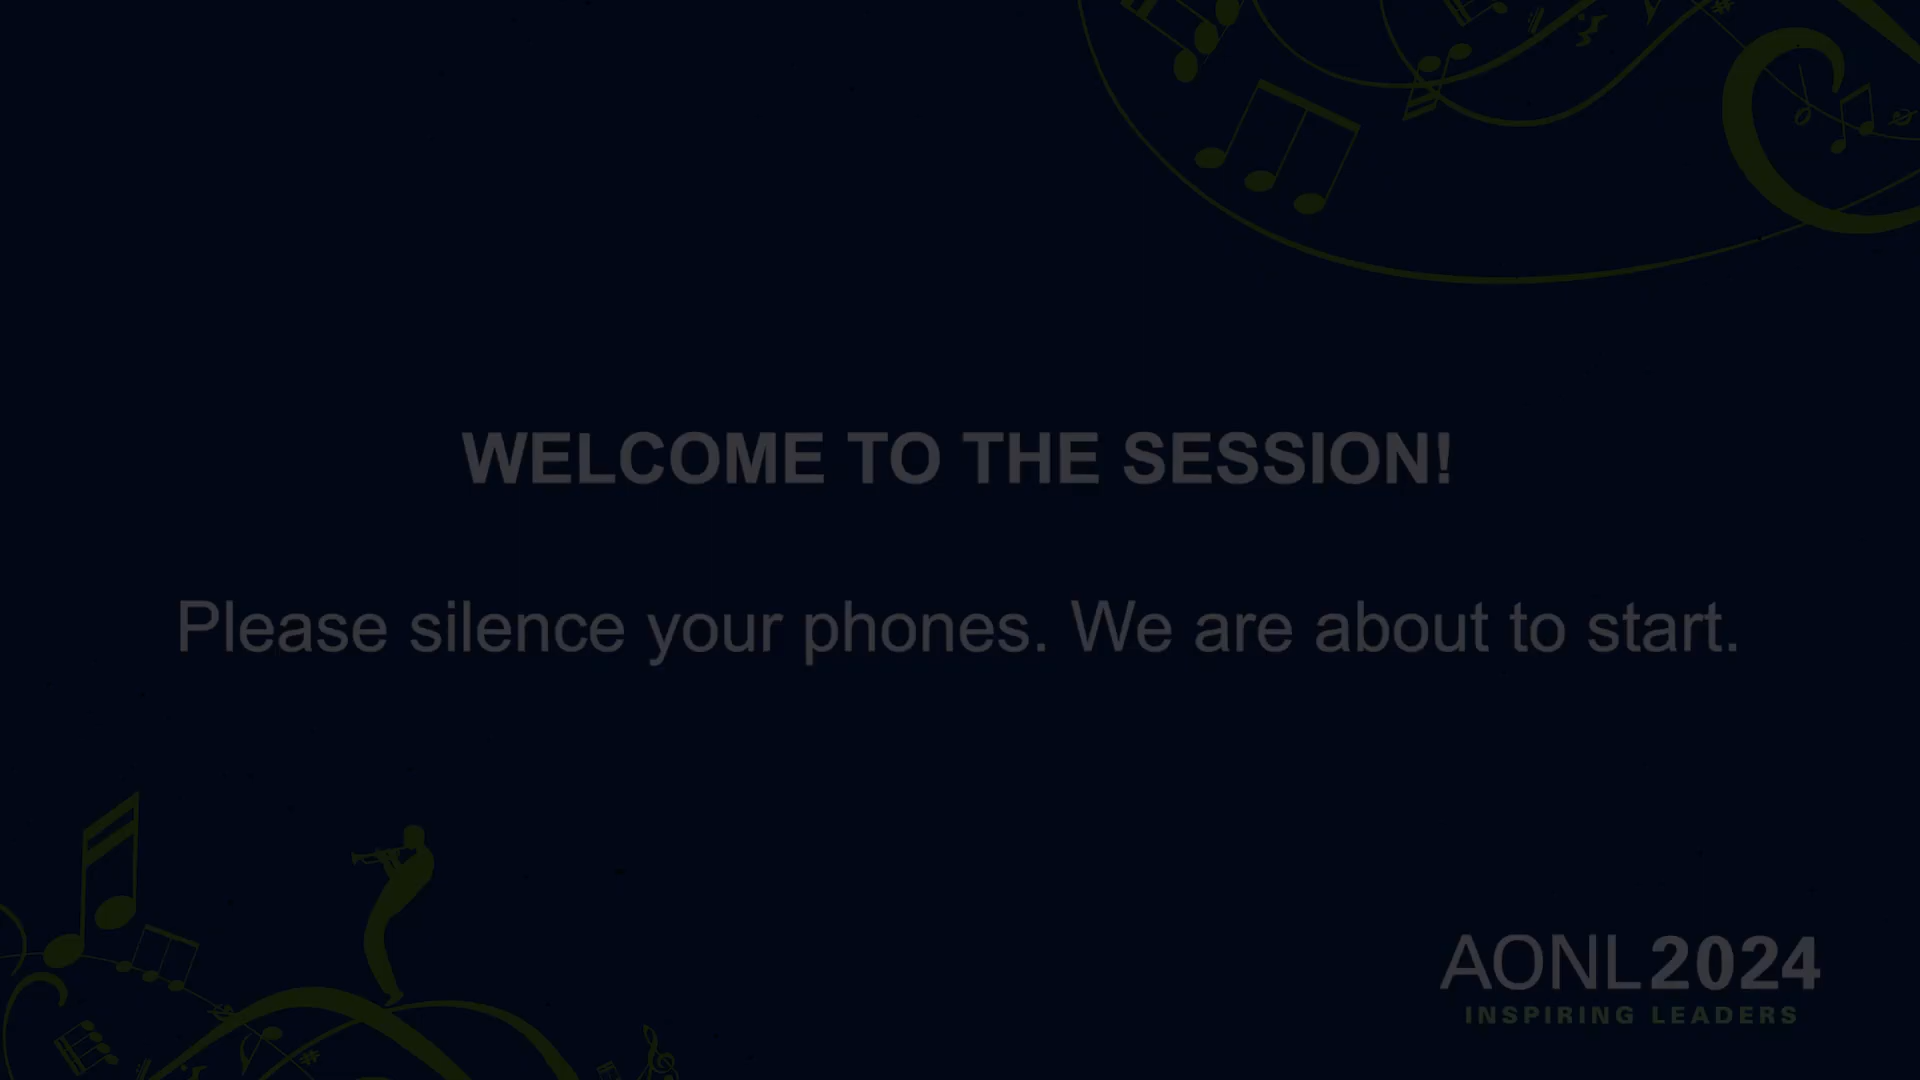 WELCOME TO THE SESSION!
Please silence your phones. We are about to start.
AONL2024
INSPIRING LEADERS